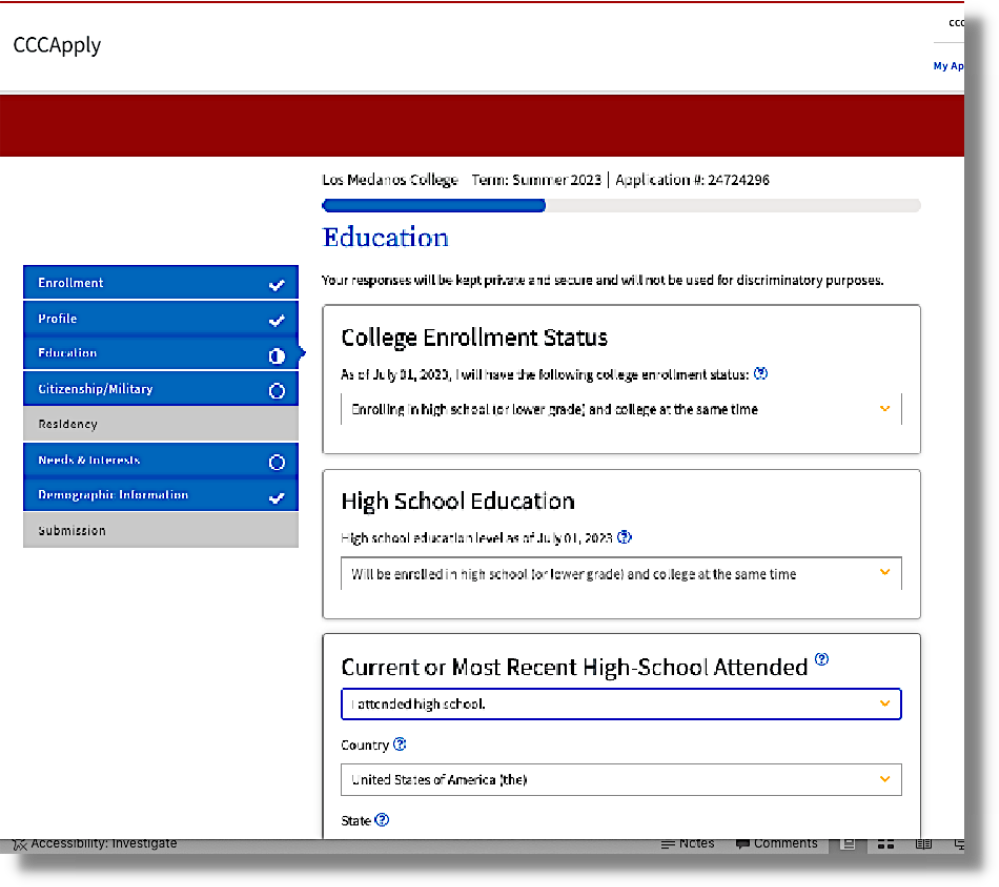 CCCApply
ccc
My Ap
Los Medanos College Term: Summer 2023 | Application #: 24724296
Education
Your responses will be kept private and secure and will not be used for discriminatory purposes.
Enrollment
Profile
Education
Citizenship/Military
Residency
Needs & Interests
Demographic Information
Submission
College Enrollment Status
As of July 01, 2023, I will have the following college enrollment status:
Enrolling in high school (or lower grade) and college at the same time
High School Education
High school education level as of July 01, 2023
Will be enrolled in high school (or lower grade) and college at the same time
Current or Most Recent High-School Attended
I attended high school.
Country
United States of America (the)
State
Accessibility: Investigate
Notes
Comments